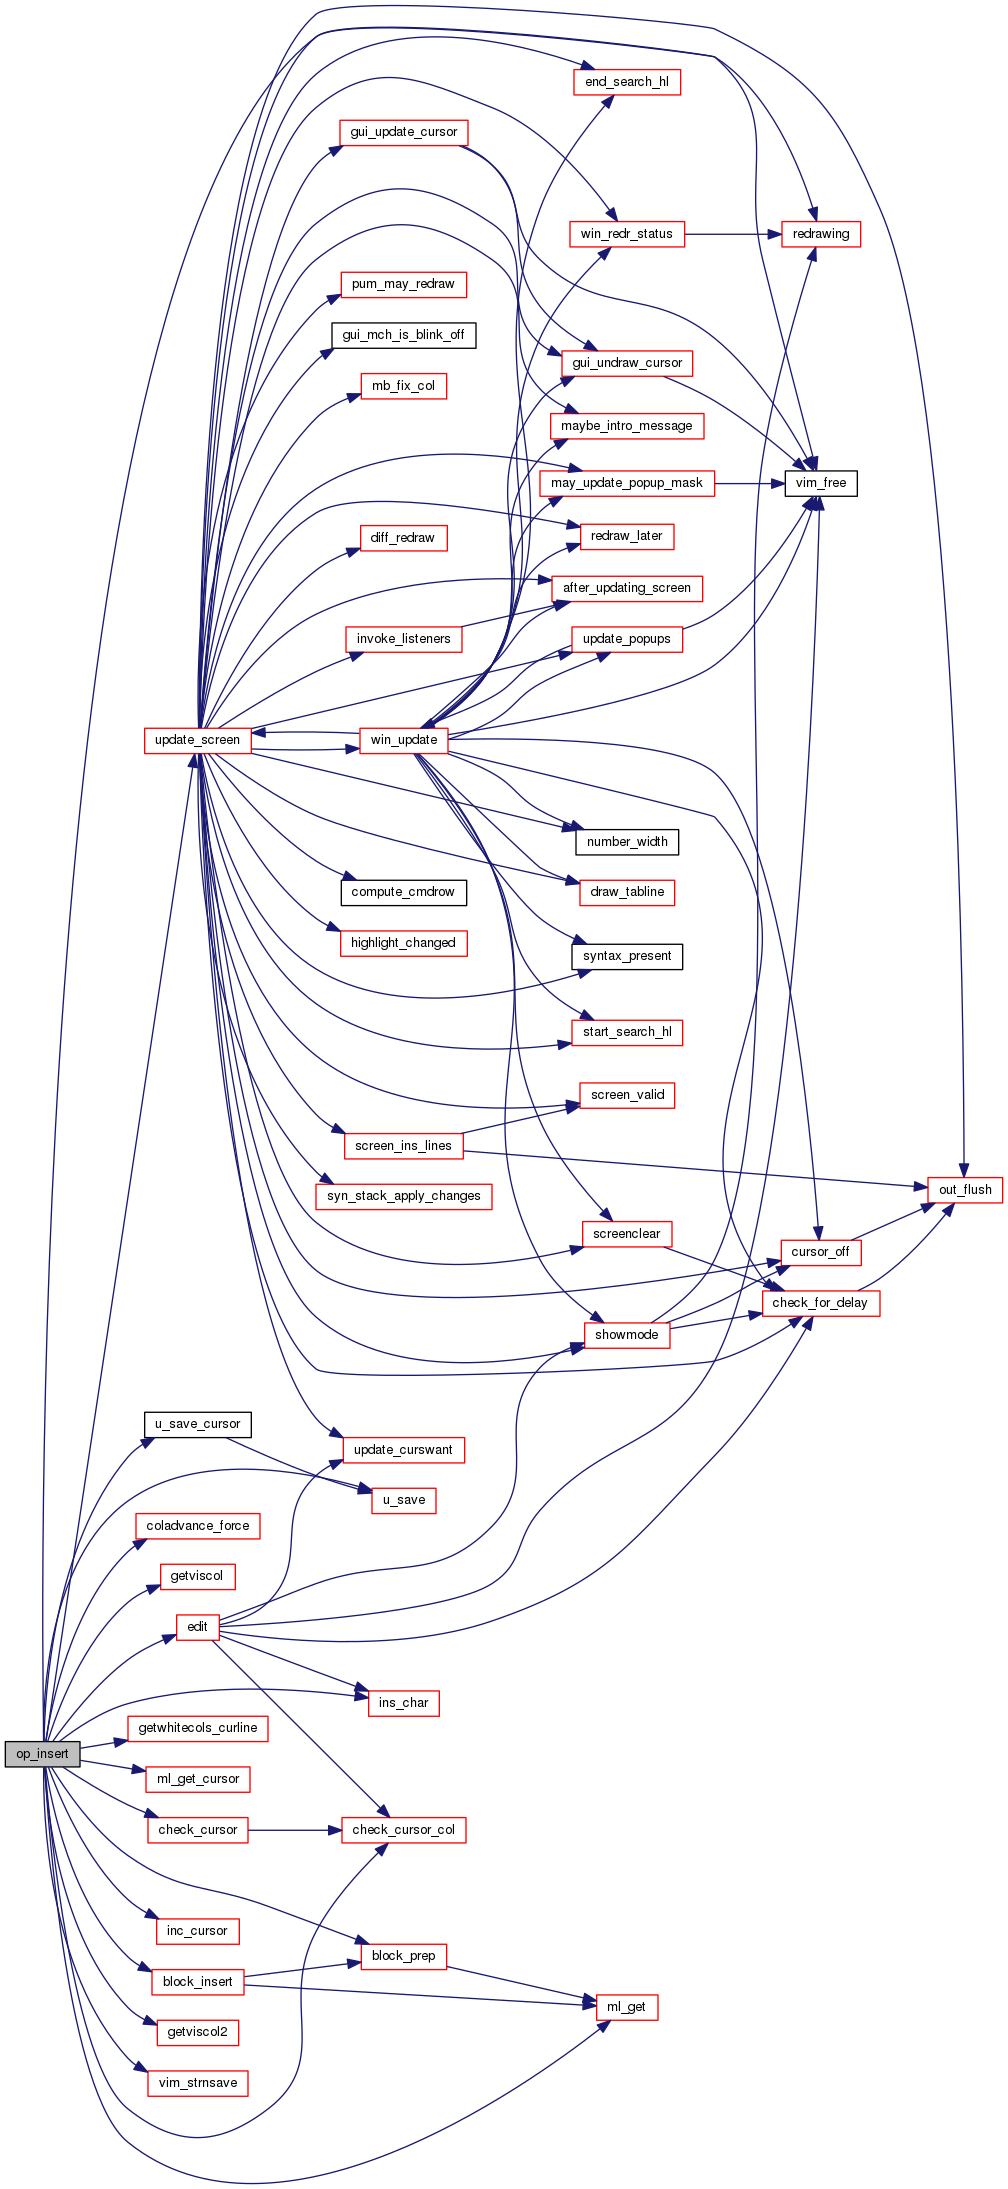 end_search_hl
gui_update_cursor
win_redr_status
redrawing
pum_may_redraw
gui_mch_is_blink_off
gui_undraw_cursor
mb_fix_col
maybe_intro_message
may_update_popup_mask
vim_free
diff_redraw
redraw_later
after_updating_screen
invoke_listeners
update_popups
update_screen
win_update
number_width
compute_cmdrow
draw_tabline
highlight_changed
syntax_present
start_search_hl
screen_valid
screen_ins_lines
syn_stack_apply_changes
out_flush
screenclear
cursor_off
check_for_delay
showmode
u_save_cursor
update_curswant
u_save
coladvance_force
getviscol
edit
ins_char
getwhitecols_curline
op_insert
ml_get_cursor
check_cursor
check_cursor_col
inc_cursor
block_prep
block_insert
ml_get
getviscol2
vim_strnsave